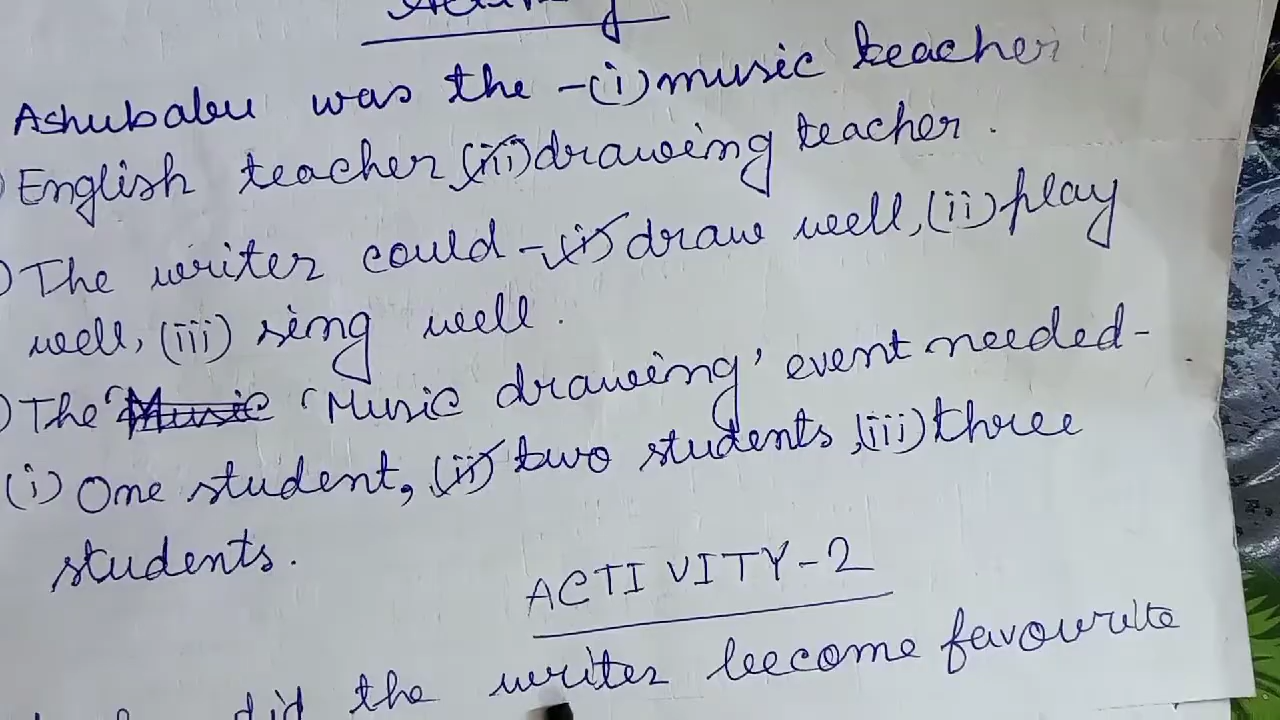 Ashubabu was the -(i) music teacher
English teacher, (iii) drawing teacher.
The writer could - (i) draw well, (ii) play
well, (iii) sing well.
The 'Music drawing' event needed -
(i) One student, (ii) two students, (iii) three
students.
ACTIVITY-2
did the writer become favourite